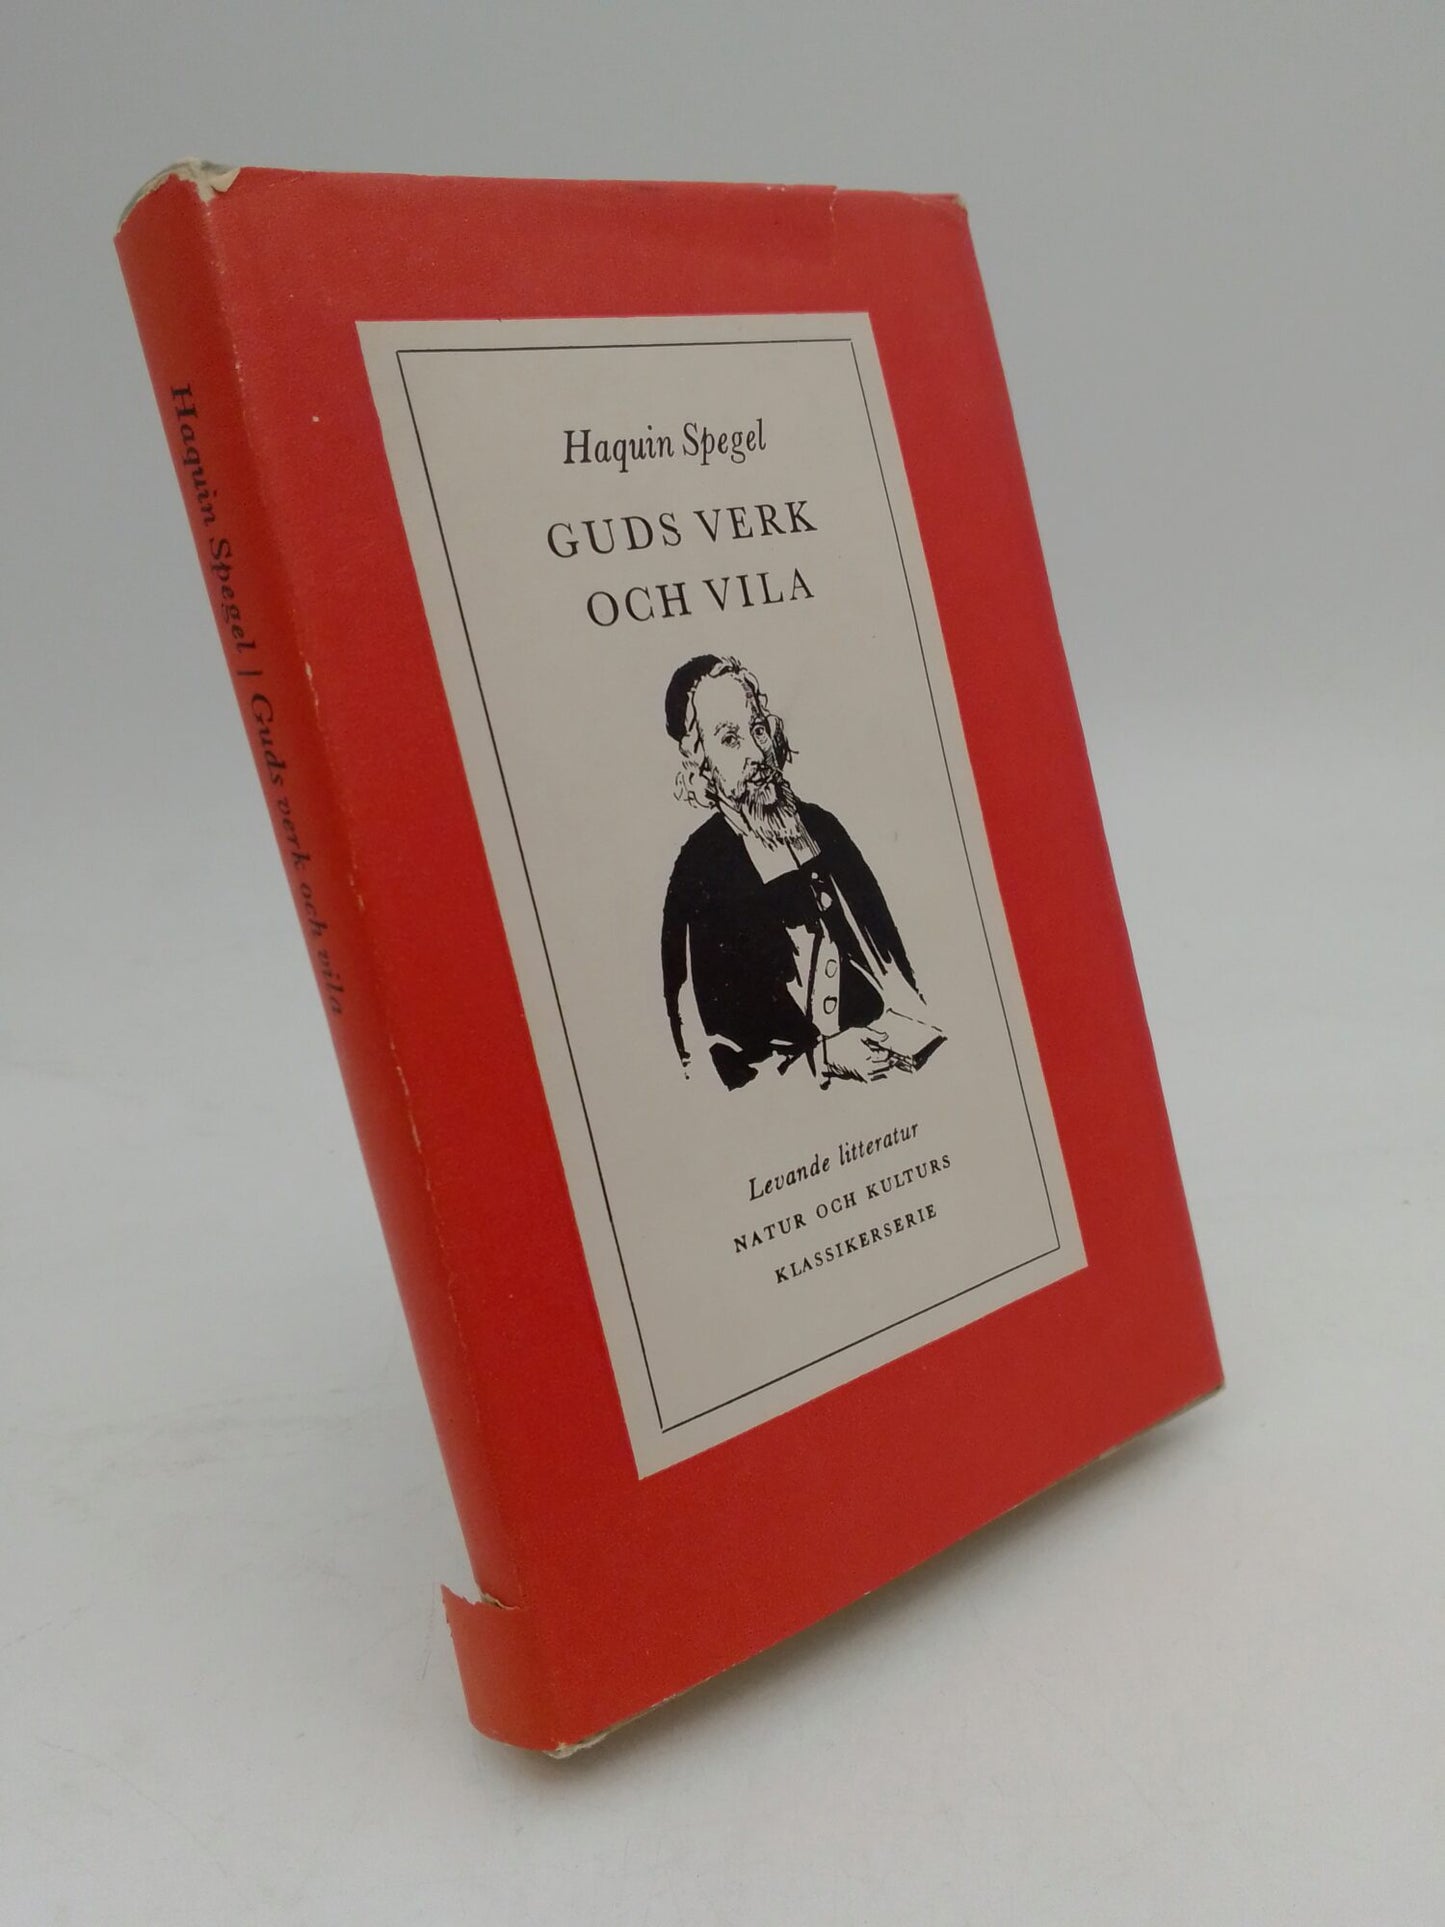 Haquin Spegel | Guds verk och vila
Haquin Spegel
GUDS VERK
OCH VILA
Levande litteratur
NATUR OCH KULTURS
KLASSIKERSERIE